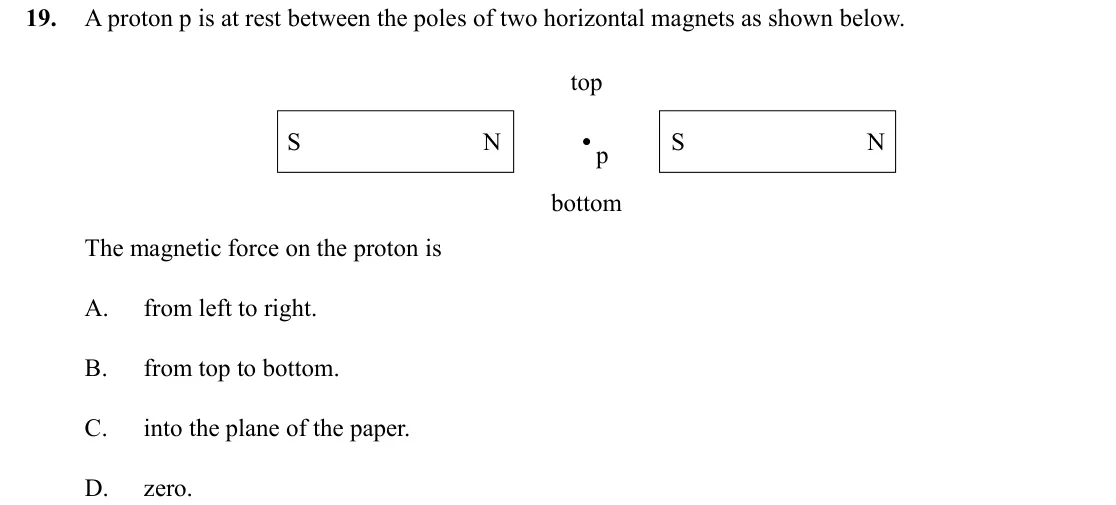 19. A proton p is at rest between the poles of two horizontal magnets as shown below.
top
S N p S N
bottom
The magnetic force on the proton is
A. from left to right.
B. from top to bottom.
C. into the plane of the paper.
D. zero.